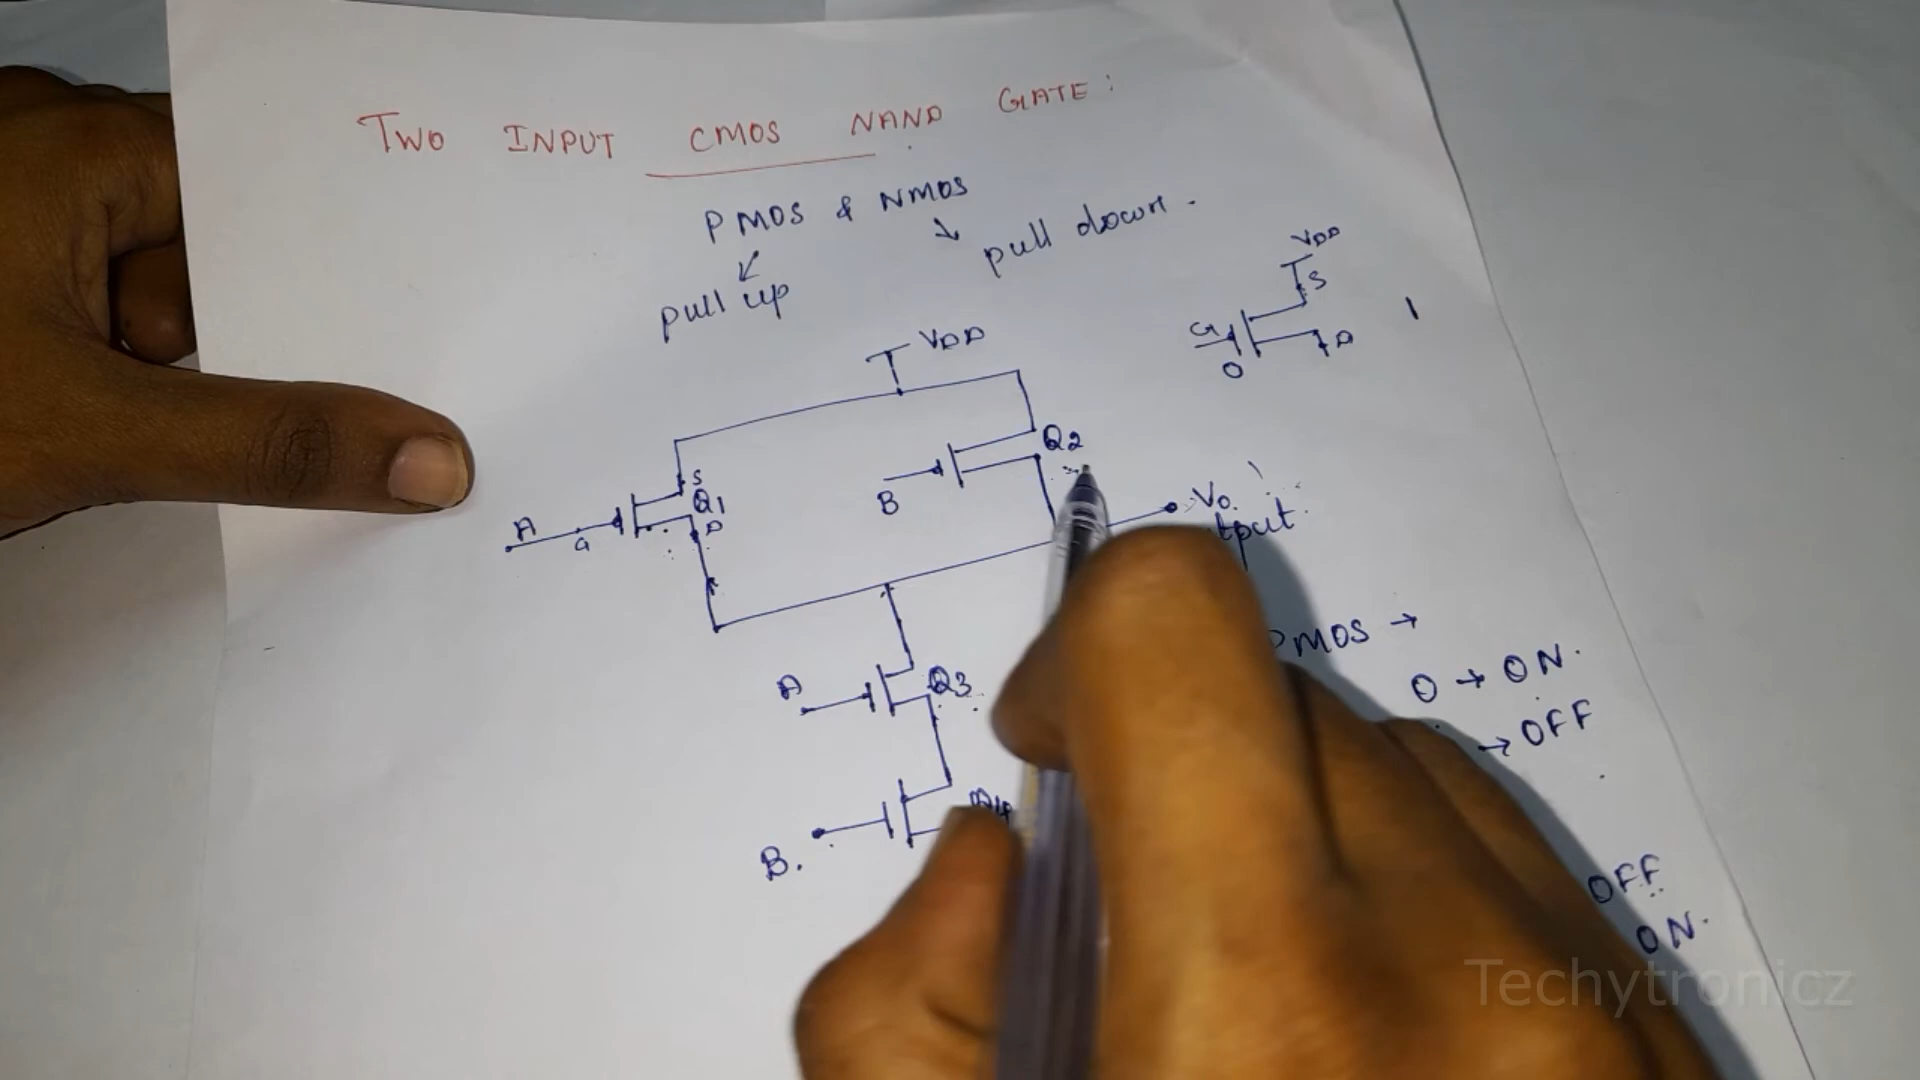 TWO INPUT CMOS NAND GATE:
PMOS & NMOS
pull up
pull down.
VDD
S
G
D
0
1
VDD
Q2
B
S
Q1
A
G
D
Vo.
PMOS →
0 → ON.
→ OFF
A
Q3
B.
Q4
OFF
ON.
Techytronicz